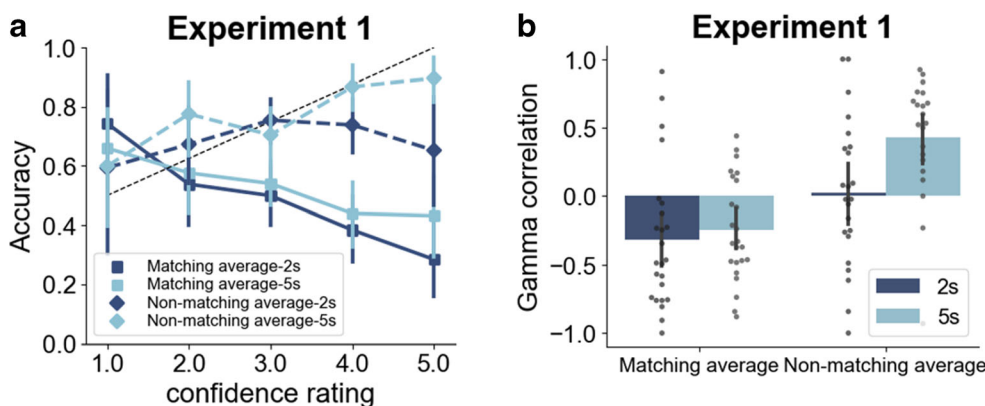 a
Experiment 1
Accuracy
1.0
0.8
0.6
0.4
0.2
0.0
Matching average-2s
Matching average-5s
Non-matching average-2s
Non-matching average-5s
1.0 2.0 3.0 4.0 5.0
confidence rating
b
Experiment 1
Gamma correlation
1.0
0.5
0.0
−0.5
−1.0
2s
5s
Matching average Non-matching average